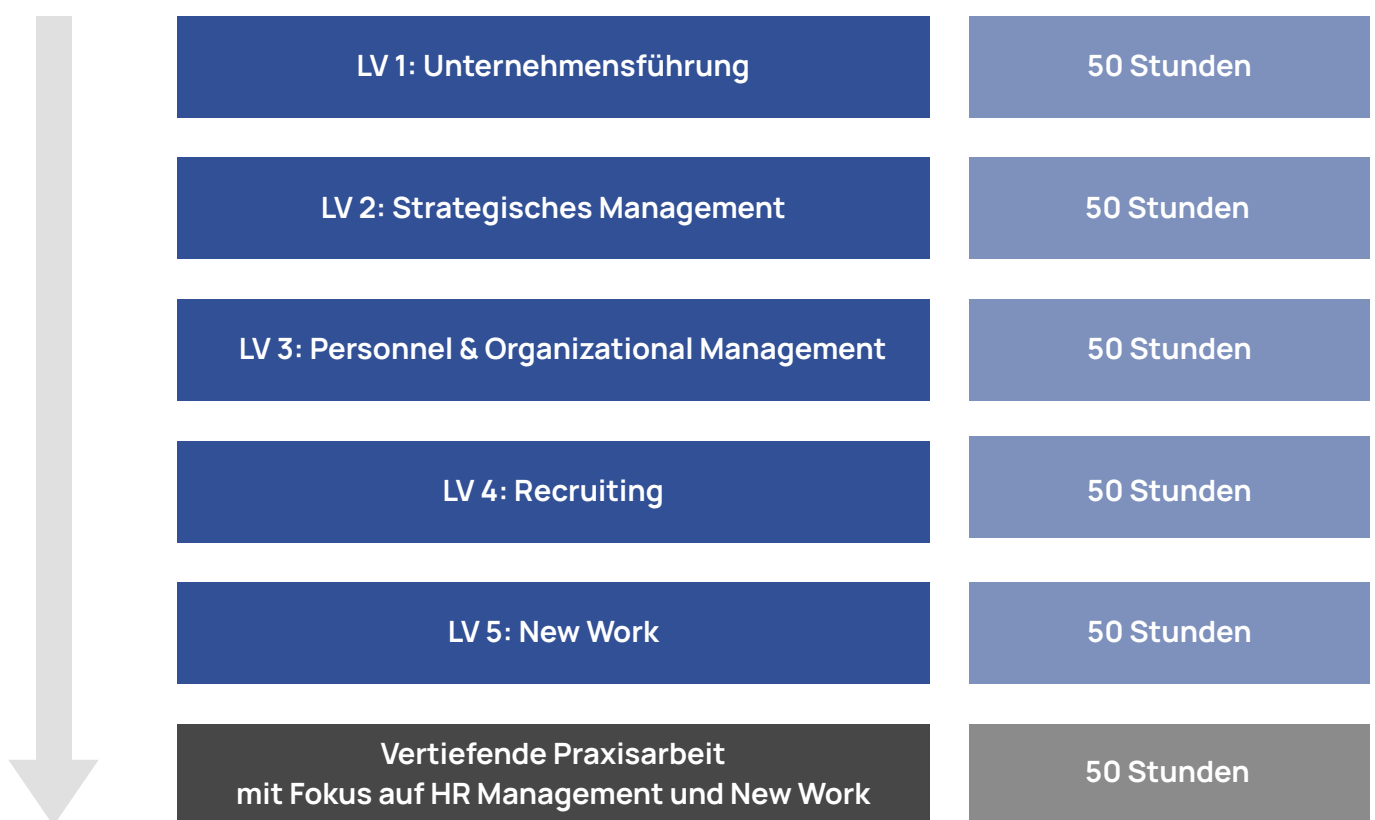 LV 1: Unternehmensführung
50 Stunden
LV 2: Strategisches Management
50 Stunden
LV 3: Personnel & Organizational Management
50 Stunden
LV 4: Recruiting
50 Stunden
LV 5: New Work
50 Stunden
Vertiefende Praxisarbeit
mit Fokus auf HR Management und New Work
50 Stunden